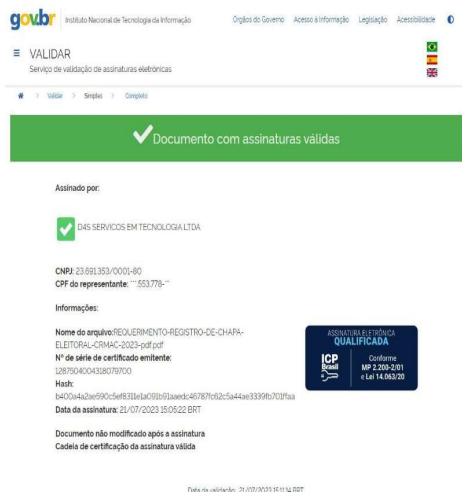 gov.br Instituto Nacional de Tecnologia da Informação Órgãos do Governo Acesso à Informação Legislação Acessibilidade
VALIDAR
Serviço de validação de assinaturas eletrônicas
> Validar > Simples > Completo
Documento com assinaturas válidas
Assinado por:
D4S SERVICOS EM TECNOLOGIA LTDA
CNPJ: 23.691.353/0001-80
CPF do representante: ***.553.778-**
Informações:
Nome do arquivo:REQUERIMENTO-REGISTRO-DE-CHAPA-
ELEITORAL-CRMAC-2023-pdf.pdf
Nº de série de certificado emitente:
1287504004318079700
Hash:
b400a4a2ae590c5ef8311e1a091b91aaedc46787fc62c5a44ae3339fb701ffaa
Data da assinatura: 21/07/2023 15:05:22 BRT
ASSINATURA ELETRÔNICA
QUALIFICADA
ICP
Brasil
Conforme
MP 2.200-2/01
e Lei 14.063/20
Documento não modificado após a assinatura
Cadeia de certificação da assinatura válida
Data da validação: 21/07/2023 15:11:14 BRT